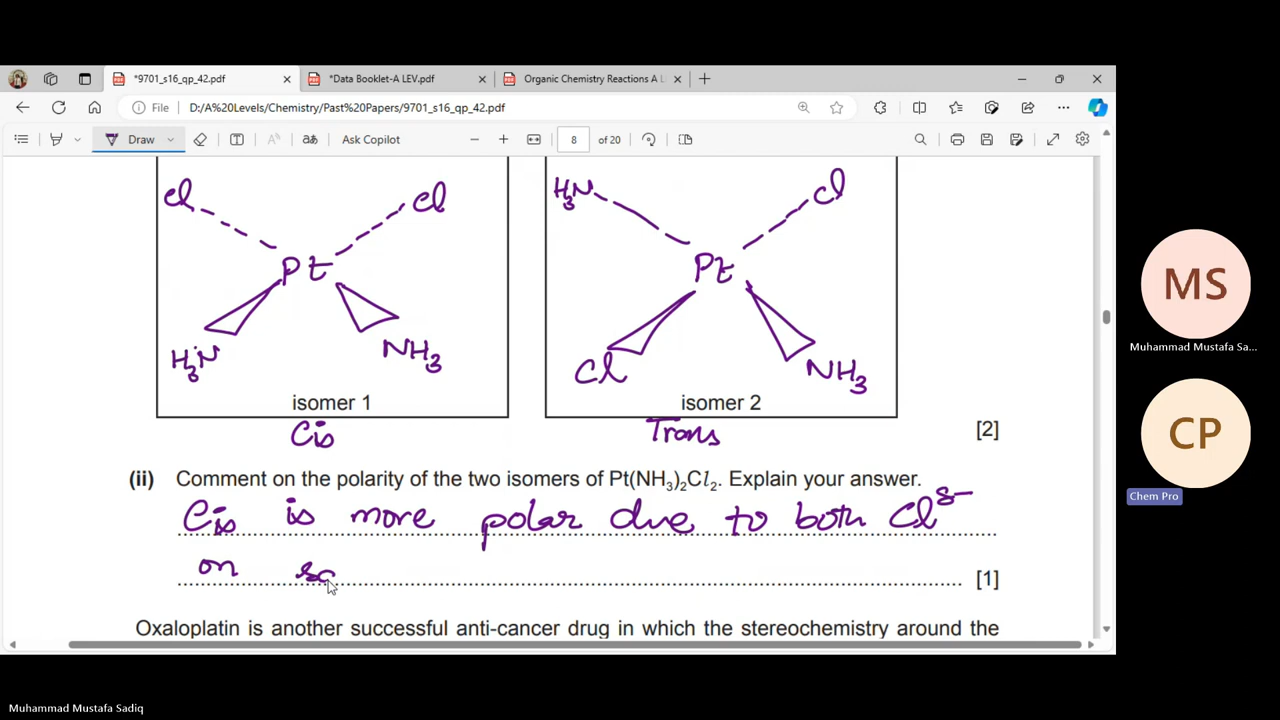 *9701_s16_qp_42.pdf
*Data Booklet-A LEV.pdf
Organic Chemistry Reactions A L
File D:/A%20Levels/Chemistry/Past%20Papers/9701_s16_qp_42.pdf
Draw
aあ
Ask Copilot
8 of 20
Cl Cl H₃N Cl
Pt Pt
H₃N NH₃ Cl NH₃
isomer 1 isomer 2
Cis Trans [2]
(ii) Comment on the polarity of the two isomers of Pt(NH₃)₂Cl₂. Explain your answer.
Cis is more polar due to both Cl^δ−
on sa [1]
Oxaloplatin is another successful anti-cancer drug in which the stereochemistry around the
MS
Muhammad Mustafa Sa...
CP
Chem Pro
Muhammad Mustafa Sadiq